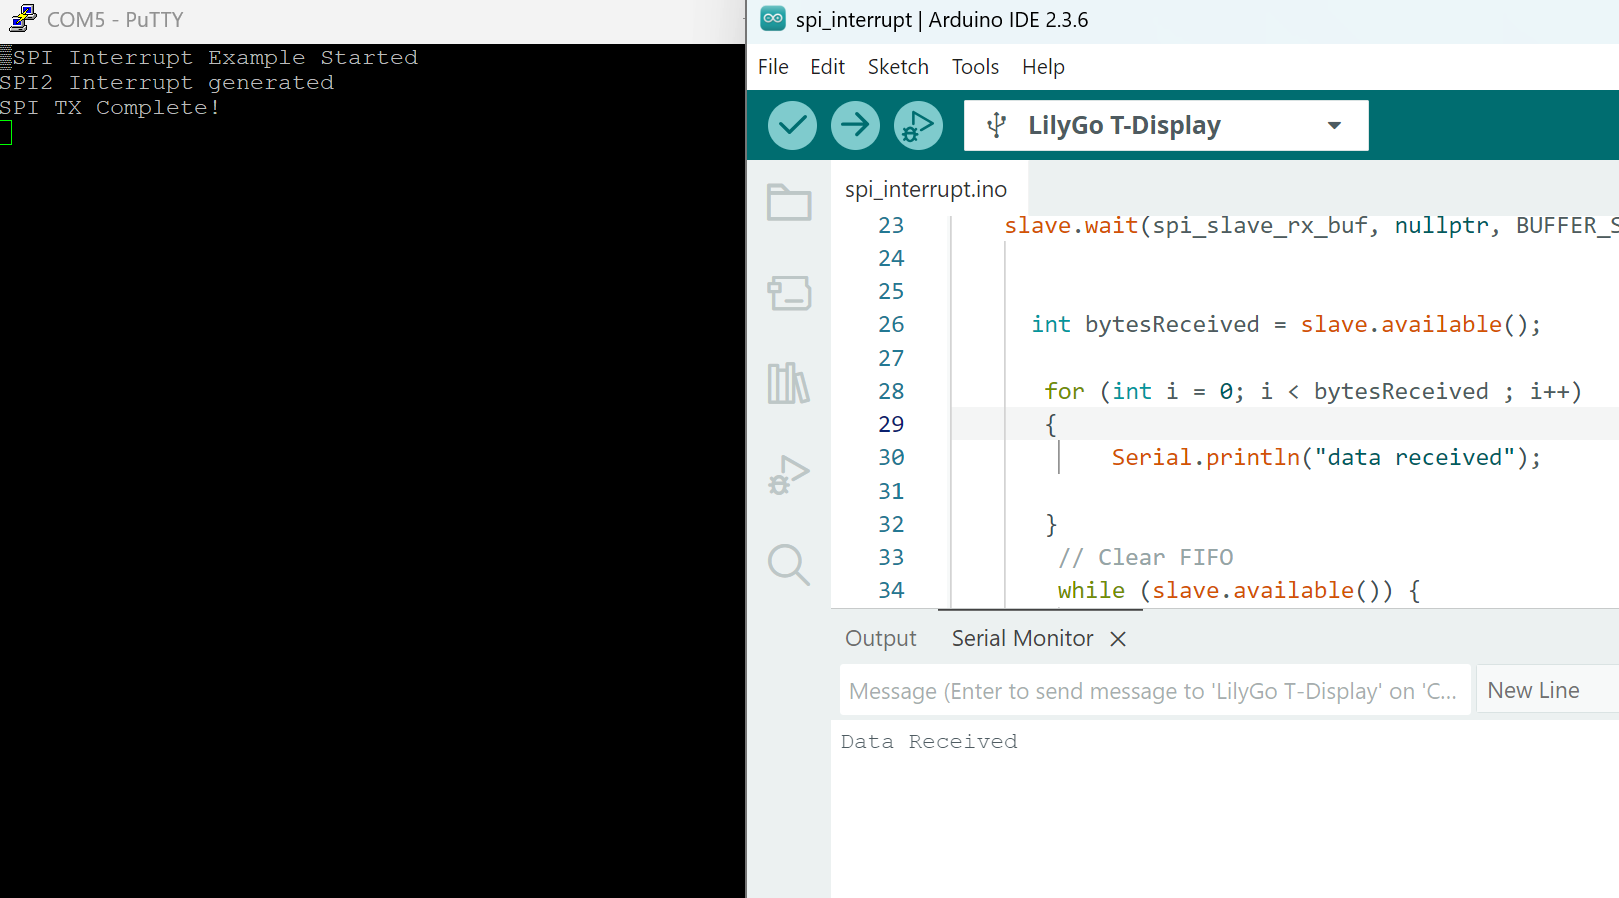 COM5 - PuTTY
SPI Interrupt Example Started
SPI2 Interrupt generated
SPI TX Complete!
spi_interrupt | Arduino IDE 2.3.6
File Edit Sketch Tools Help
LilyGo T-Display
spi_interrupt.ino
23 slave.wait(spi_slave_rx_buf, nullptr, BUFFER_S
24
25
26 int bytesReceived = slave.available();
27
28 for (int i = 0; i < bytesReceived ; i++)
29 {
30 Serial.println("data received");
31
32 }
33 // Clear FIFO
34 while (slave.available()) {
Output Serial Monitor
Message (Enter to send message to 'LilyGo T-Display' on 'C... New Line
Data Received